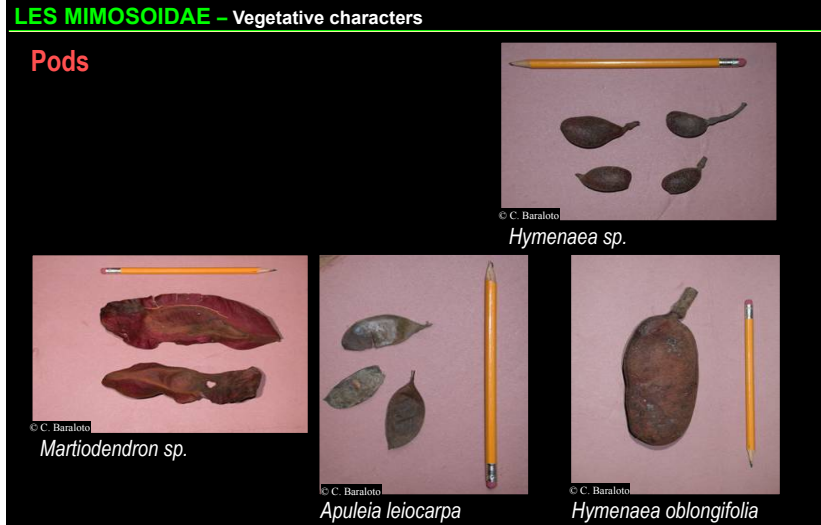 LES MIMOSOIDAE – Vegetative characters
Pods
© C. Baraloto
Hymenaea sp.
© C. Baraloto
Martiodendron sp.
© C. Baraloto
Apuleia leiocarpa
© C. Baraloto
Hymenaea oblongifolia